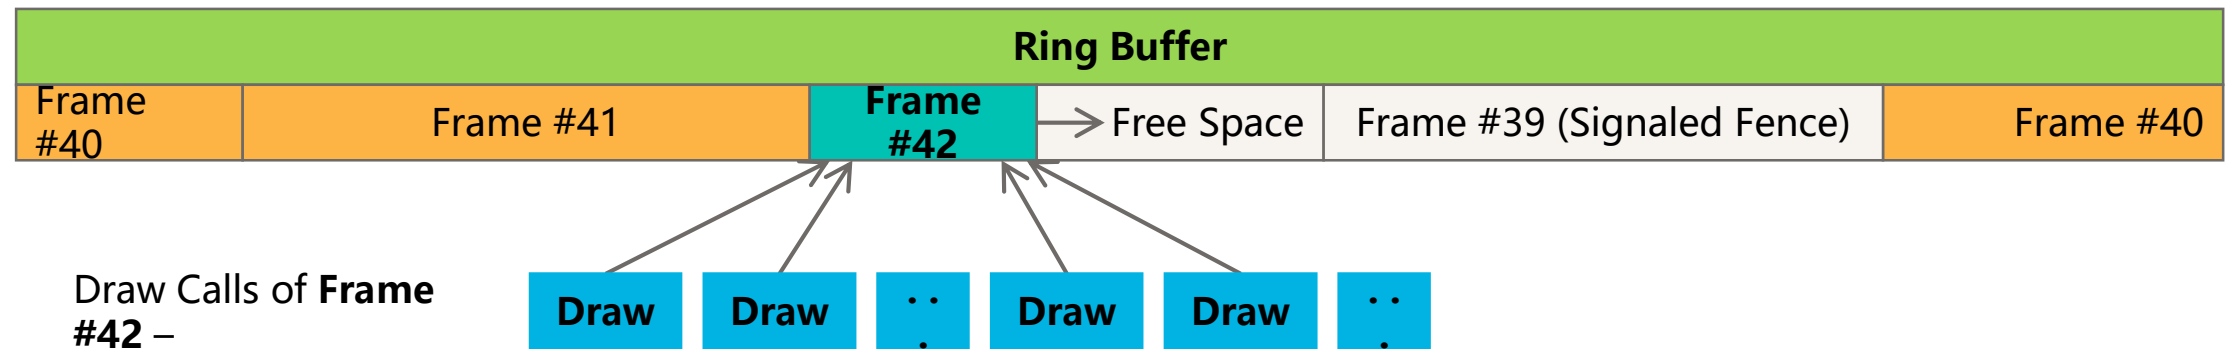 Ring Buffer
Frame
#40
Frame #41
Frame
#42
Free Space
Frame #39 (Signaled Fence)
Frame #40
Draw Calls of Frame
#42 –
Draw
Draw
. .
.
Draw
Draw
. .
.